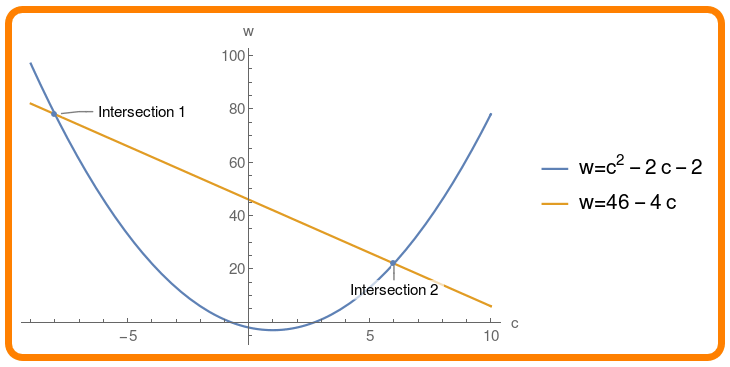 w
100
80
60
40
20
−5
5
10
c
Intersection 1
Intersection 2
w=c² − 2 c − 2
w=46 − 4 c